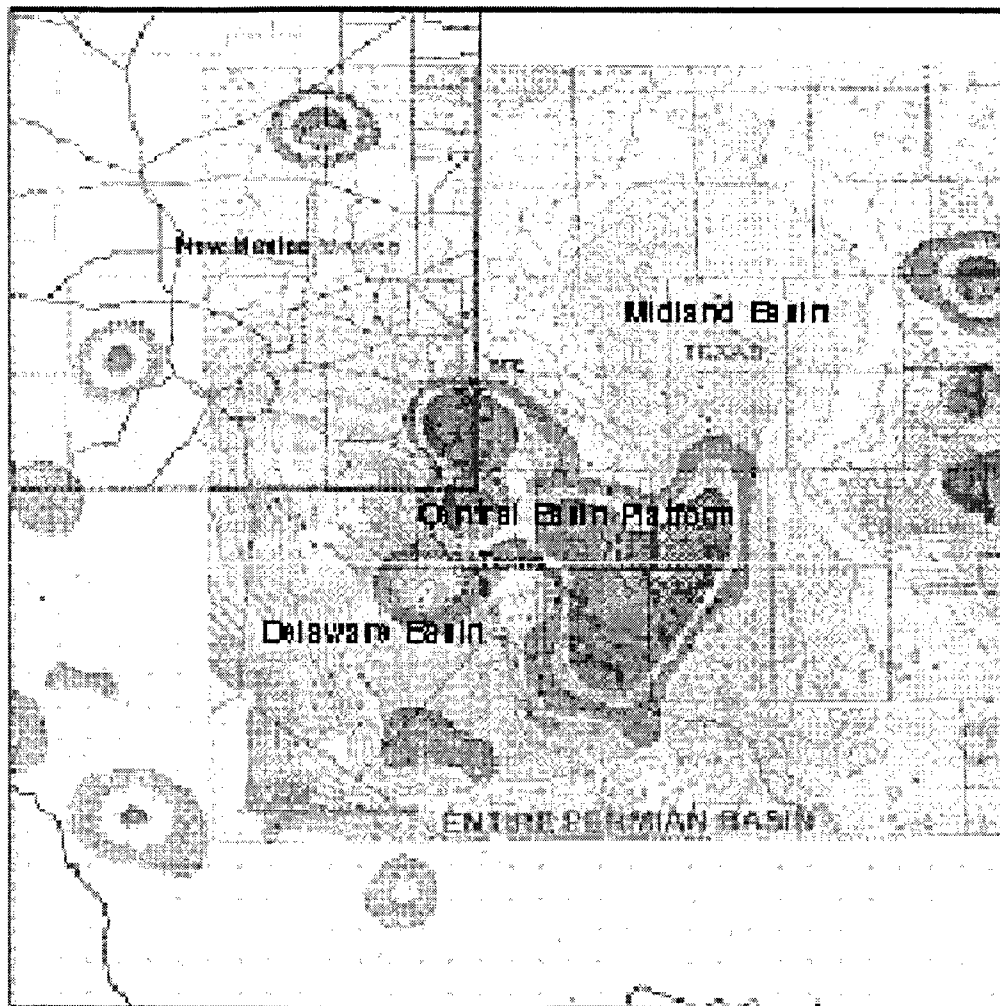 New Mexico
Midland Basin
TEXAS
Central Basin Platform
Delaware Basin
ENTIRE PERMIAN BASIN